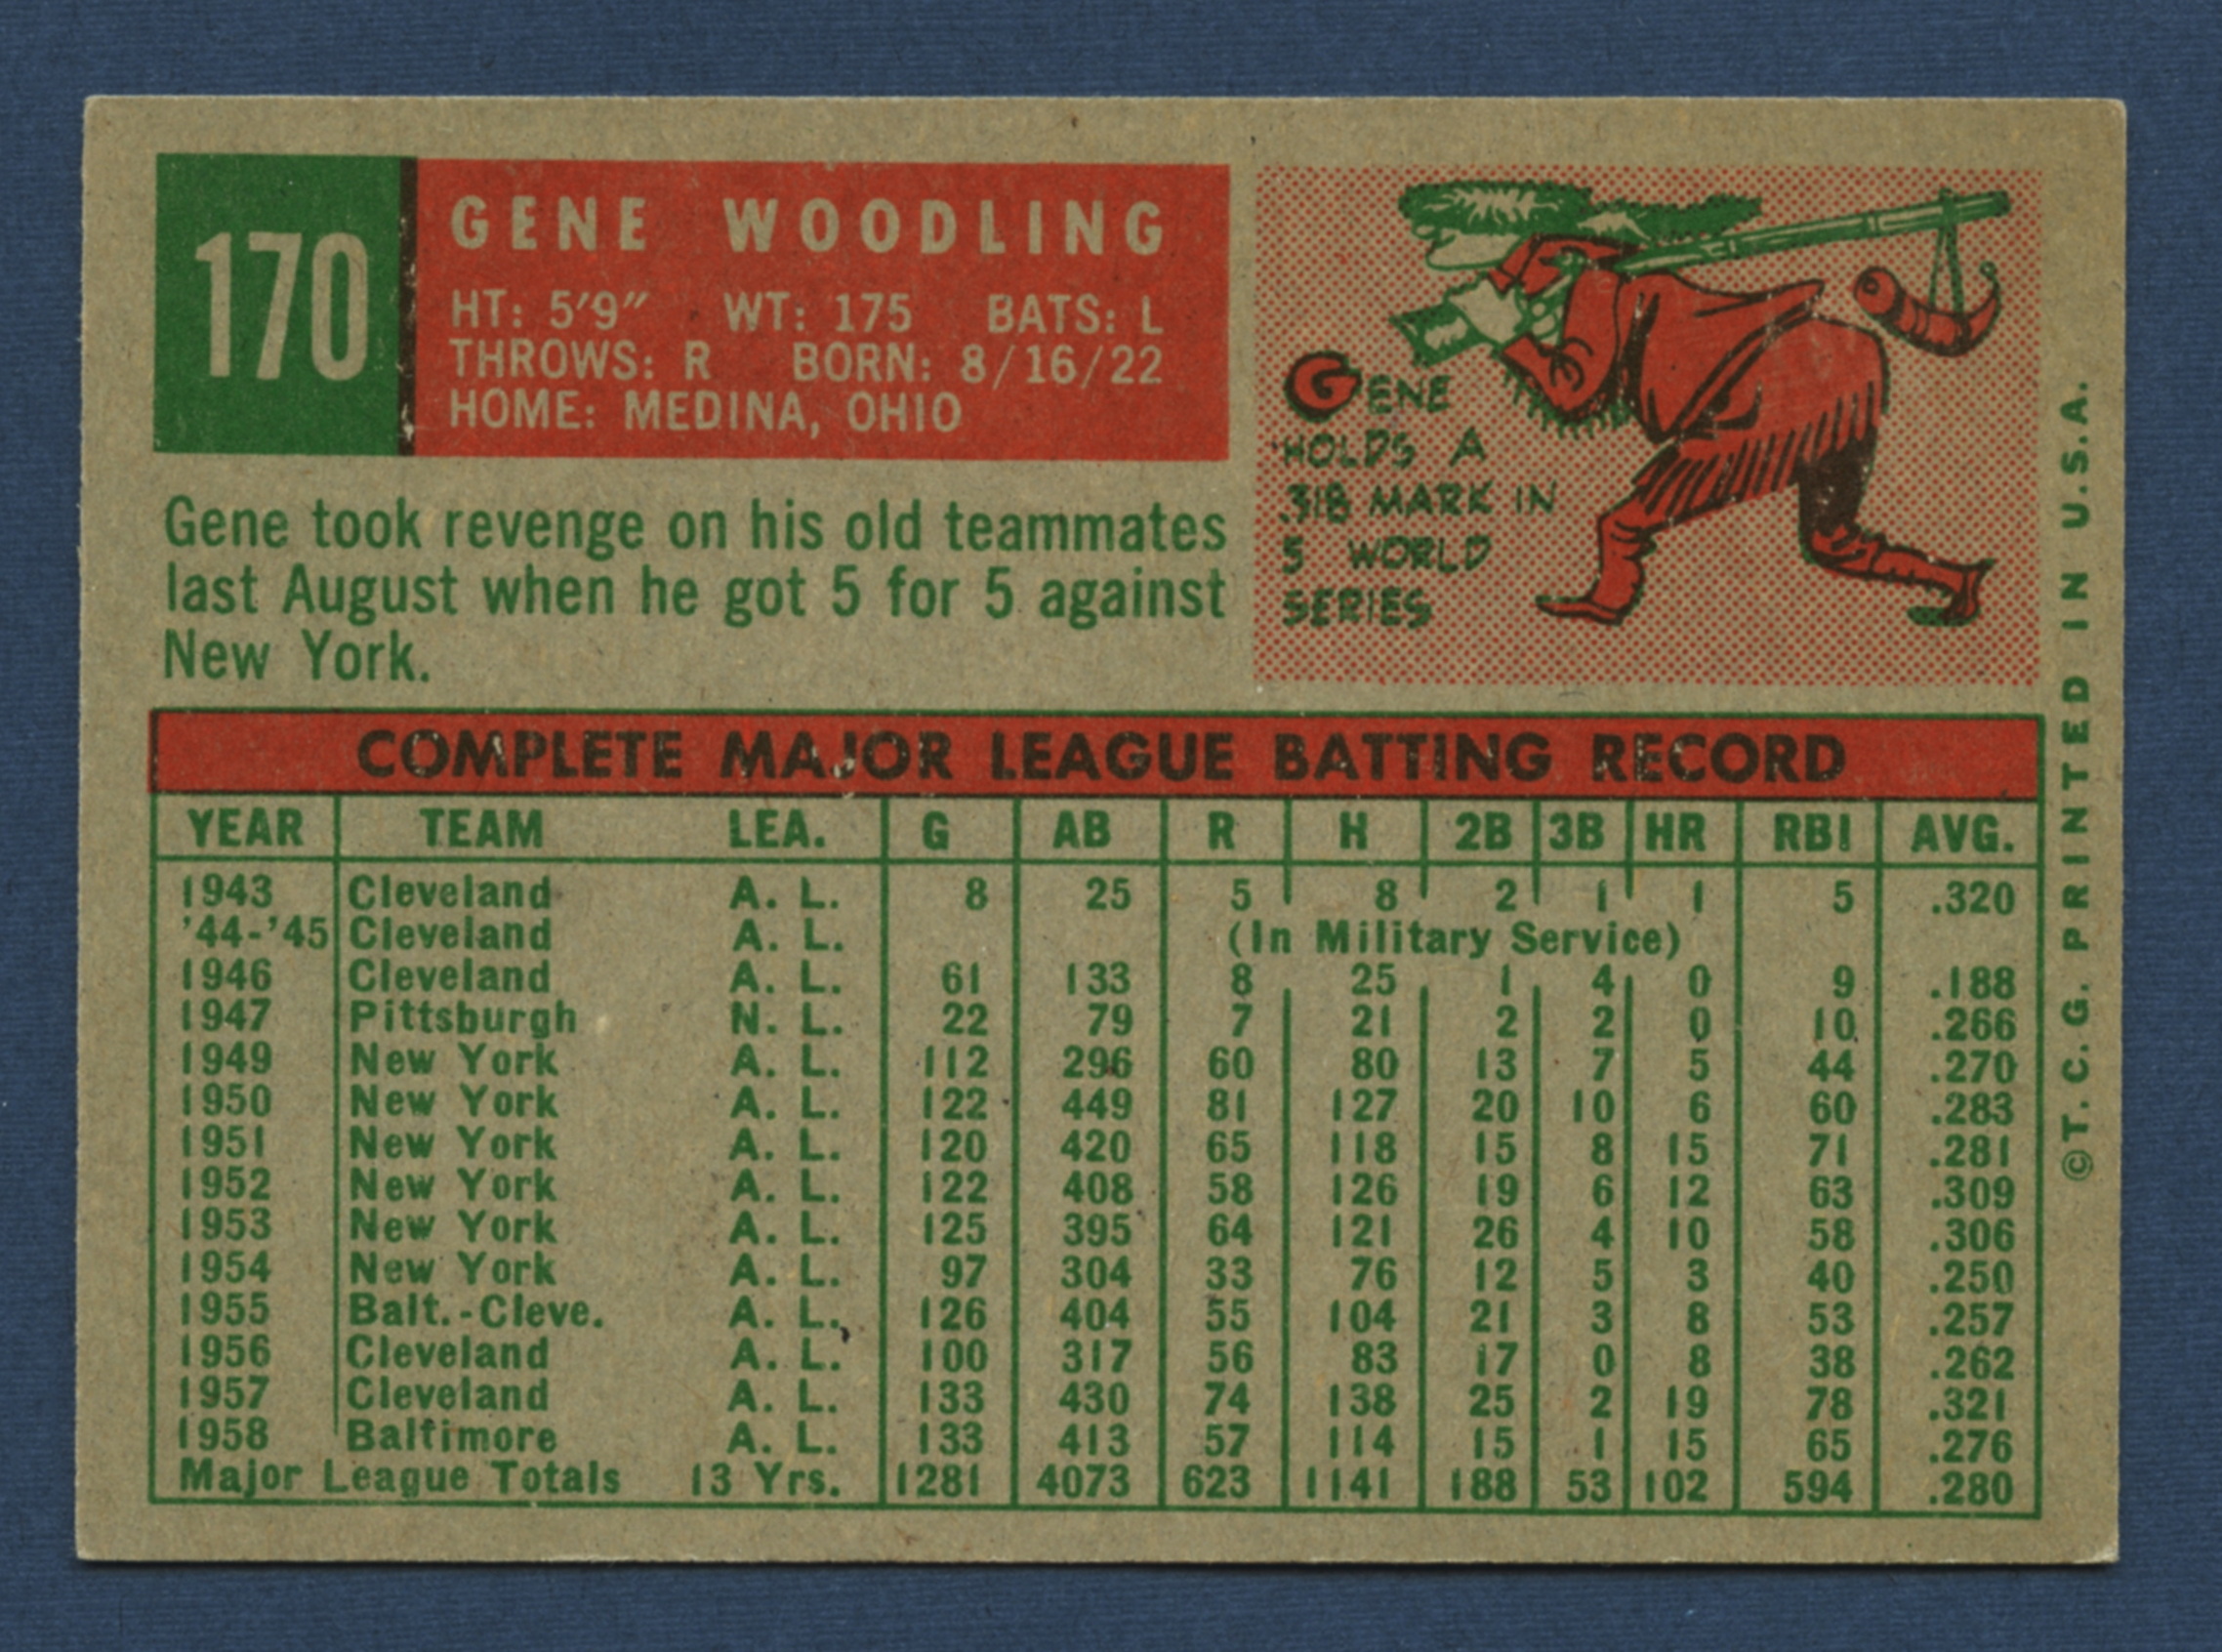 170
GENE WOODLING
HT: 5'9" WT: 175 BATS: L
THROWS: R BORN: 8/16/22
HOME: MEDINA, OHIO
Gene took revenge on his old teammates
last August when he got 5 for 5 against
New York.
GENE
HOLDS A
.318 MARK IN
5 WORLD
SERIES
COMPLETE MAJOR LEAGUE BATTING RECORD
YEAR TEAM LEA. G AB R H 2B 3B HR RBI AVG.
1943 Cleveland A. L. 8 25 5 8 2 1 1 5 .320
'44-'45 Cleveland A. L. (In Military Service)
1946 Cleveland A. L. 61 133 8 25 1 4 0 9 .188
1947 Pittsburgh N. L. 22 79 7 21 2 2 0 10 .266
1949 New York A. L. 112 296 60 80 13 7 5 44 .270
1950 New York A. L. 122 449 81 127 20 10 6 60 .283
1951 New York A. L. 120 420 65 118 15 8 15 71 .281
1952 New York A. L. 122 408 58 126 19 6 12 63 .309
1953 New York A. L. 125 395 64 121 26 4 10 58 .306
1954 New York A. L. 97 304 33 76 12 5 3 40 .250
1955 Balt.-Cleve. A. L. 126 404 55 104 21 3 8 53 .257
1956 Cleveland A. L. 100 317 56 83 17 0 8 38 .262
1957 Cleveland A. L. 133 430 74 138 25 2 19 78 .321
1958 Baltimore A. L. 133 413 57 114 15 1 15 65 .276
Major League Totals 13 Yrs. 1281 4073 623 1141 188 53 102 594 .280
©T. C. G. PRINTED IN U.S.A.